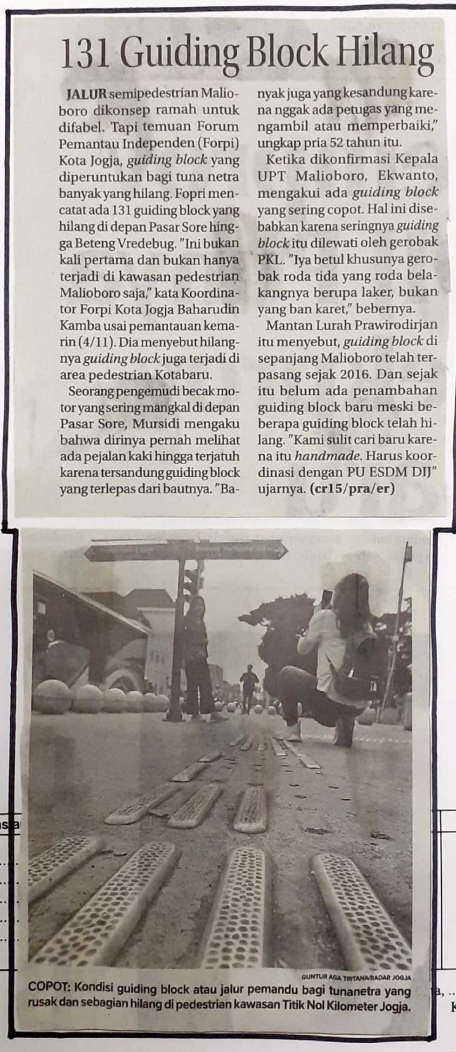 131 Guiding Block Hilang
JALUR semipedestrian Malio-
boro dikonsep ramah untuk
difabel. Tapi temuan Forum
Pemantau Independen (Forpi)
Kota Jogja, guiding block yang
diperuntukan bagi tuna netra
banyak yang hilang. Fopri men-
catat ada 131 guiding block yang
hilang di depan Pasar Sore hing-
ga Beteng Vredebug. "Ini bukan
kali pertama dan bukan hanya
terjadi di kawasan pedestrian
Malioboro saja," kata Koordina-
tor Forpi Kota Jogja Baharudin
Kamba usai pemantauan kema-
rin (4/11). Dia menyebut hilang-
nya guiding block juga terjadi di
area pedestrian Kotabaru.
Seorang pengemudi becak mo-
tor yang sering mangkal di depan
Pasar Sore, Mursidi mengaku
bahwa dirinya pernah melihat
ada pejalan kaki hingga terjatuh
karena tersandung guiding block
yang terlepas dari bautnya. "Ba-
nyak juga yang kesandung kare-
na nggak ada petugas yang me-
ngambil atau memperbaiki,"
ungkap pria 52 tahun itu.
Ketika dikonfirmasi Kepala
UPT Malioboro, Ekwanto,
mengakui ada guiding block
yang sering copot. Hal ini dise-
babkan karena seringnya guiding
block itu dilewati oleh gerobak
PKL. "Iya betul khusunya gero-
bak roda tida yang roda bela-
kangnya berupa laker, bukan
yang ban karet," bebernya.
Mantan Lurah Prawirodirjan
itu menyebut, guiding block di
sepanjang Malioboro telah ter-
pasang sejak 2016. Dan sejak
itu belum ada penambahan
guiding block baru meski be-
berapa guiding block telah hi-
lang. "Kami sulit cari baru kare-
na itu handmade. Harus koor-
dinasi dengan PU ESDM DIJ"
ujarnya. (cr15/pra/er)
GUNTUR AGA TIRTANA/RADAR JOGJA
COPOT: Kondisi guiding block atau jalur pemandu bagi tunanetra yang
rusak dan sebagian hilang di pedestrian kawasan Titik Nol Kilometer Jogja.